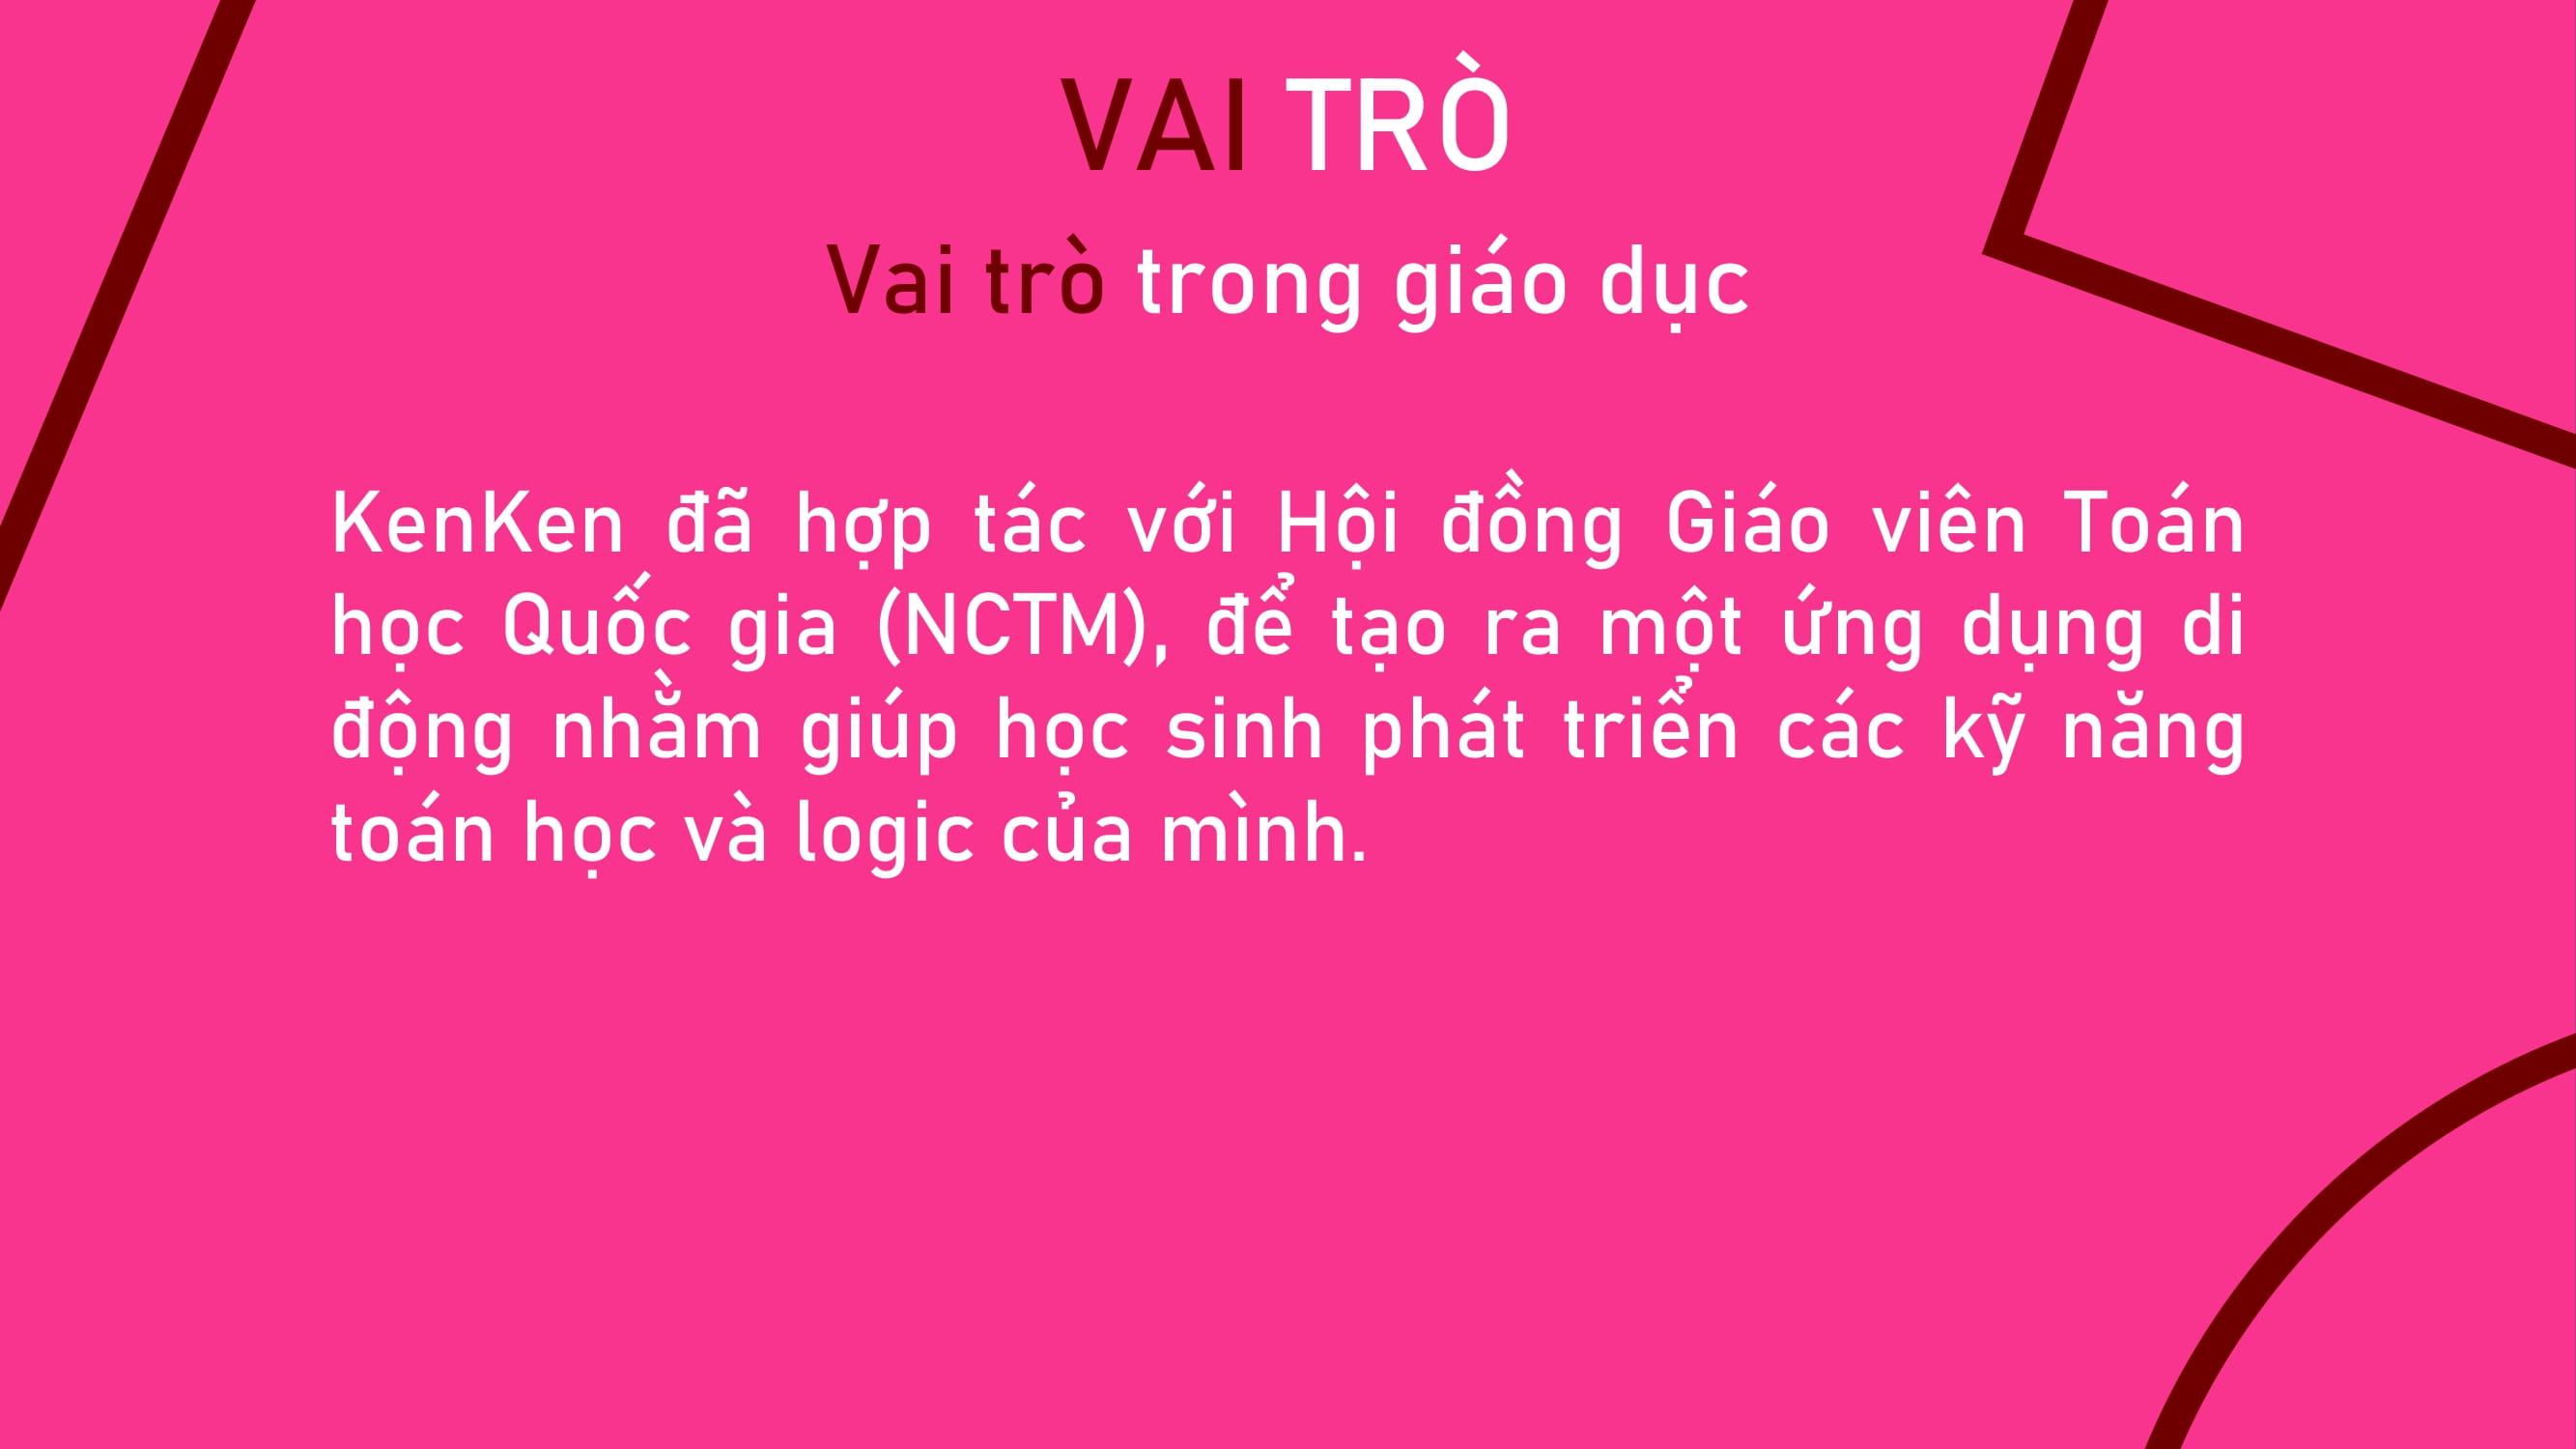 VAI TRÒ
Vai trò trong giáo dục
KenKen đã hợp tác với Hội đồng Giáo viên Toán
học Quốc gia (NCTM), để tạo ra một ứng dụng di
động nhằm giúp học sinh phát triển các kỹ năng
toán học và logic của mình.